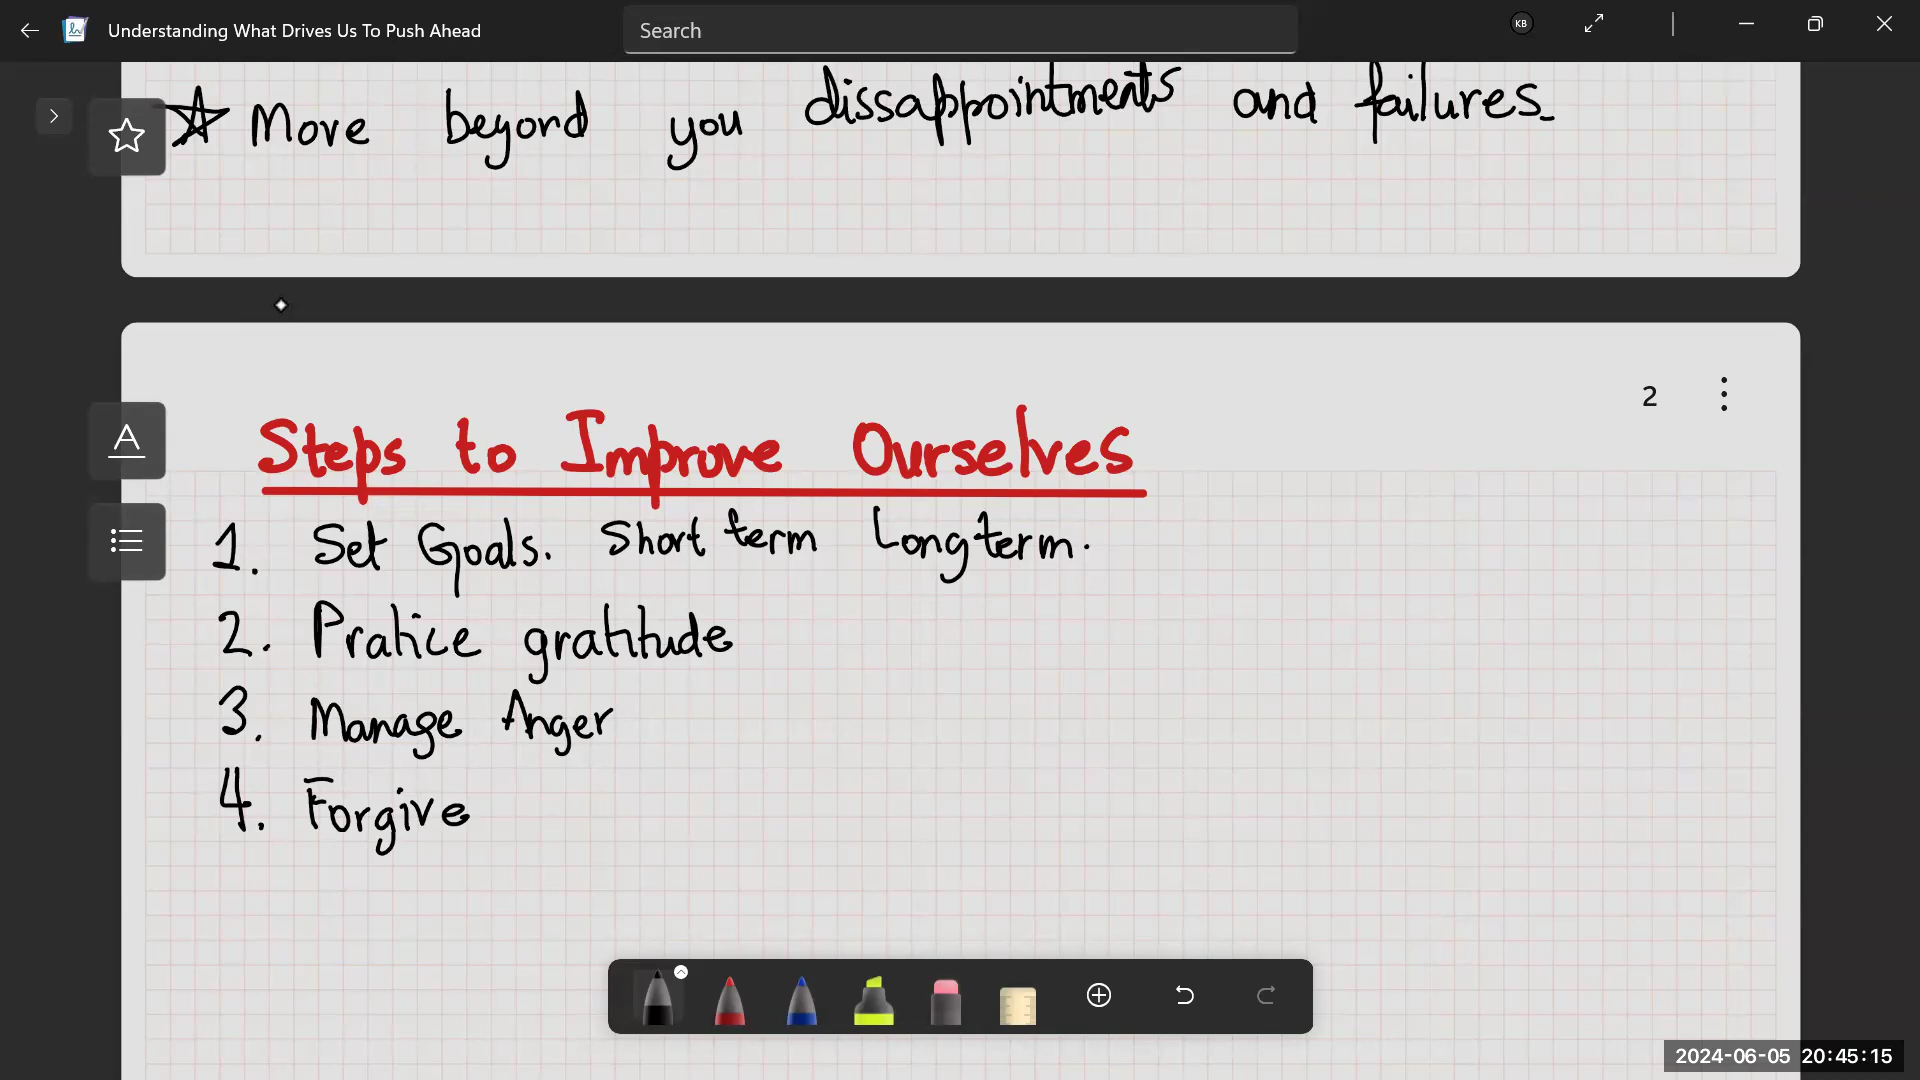 Understanding What Drives Us To Push Ahead
Search
KB
Move beyond you dissappointments and failures
2
Steps to Improve Ourselves
1. Set Goals. Short term Long term.
2. Pratice gratitude
3. Manage Anger
4. Forgive
2024-06-05 20:45:15